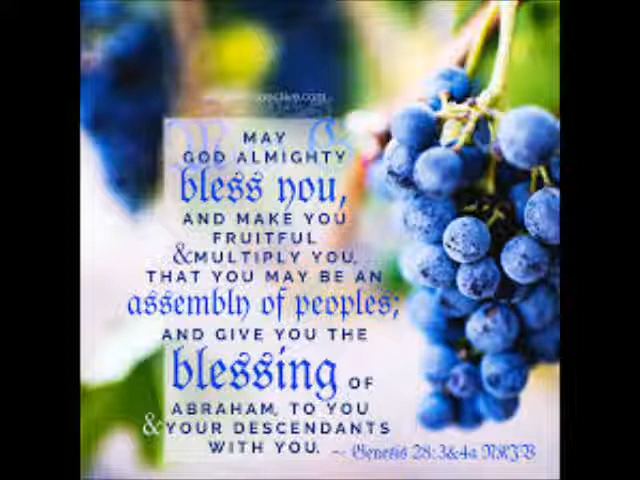 MAY
GOD ALMIGHTY
bless you,
AND MAKE YOU
FRUITFUL
&MULTIPLY YOU,
THAT YOU MAY BE AN
assembly of peoples;
AND GIVE YOU THE
blessing OF
ABRAHAM, TO YOU
&YOUR DESCENDANTS
WITH YOU. ~ Genesis 28:3&4a NKJV